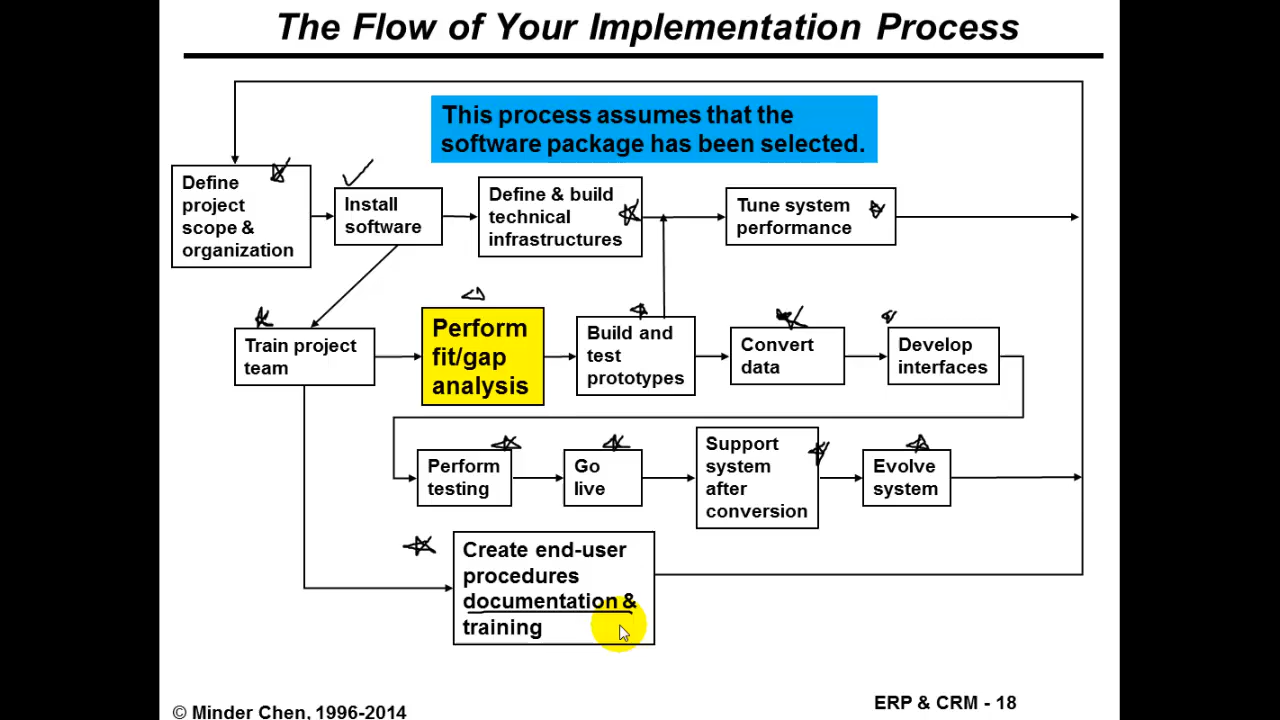 The Flow of Your Implementation Process
This process assumes that the
software package has been selected.
Define
project
scope &
organization
Install
software
Define & build
technical
infrastructures
Tune system
performance
Train project
team
Perform
fit/gap
analysis
Build and
test
prototypes
Convert
data
Develop
interfaces
Perform
testing
Go
live
Support
system
after
conversion
Evolve
system
Create end-user
procedures
documentation &
training
© Minder Chen, 1996-2014
ERP & CRM - 18